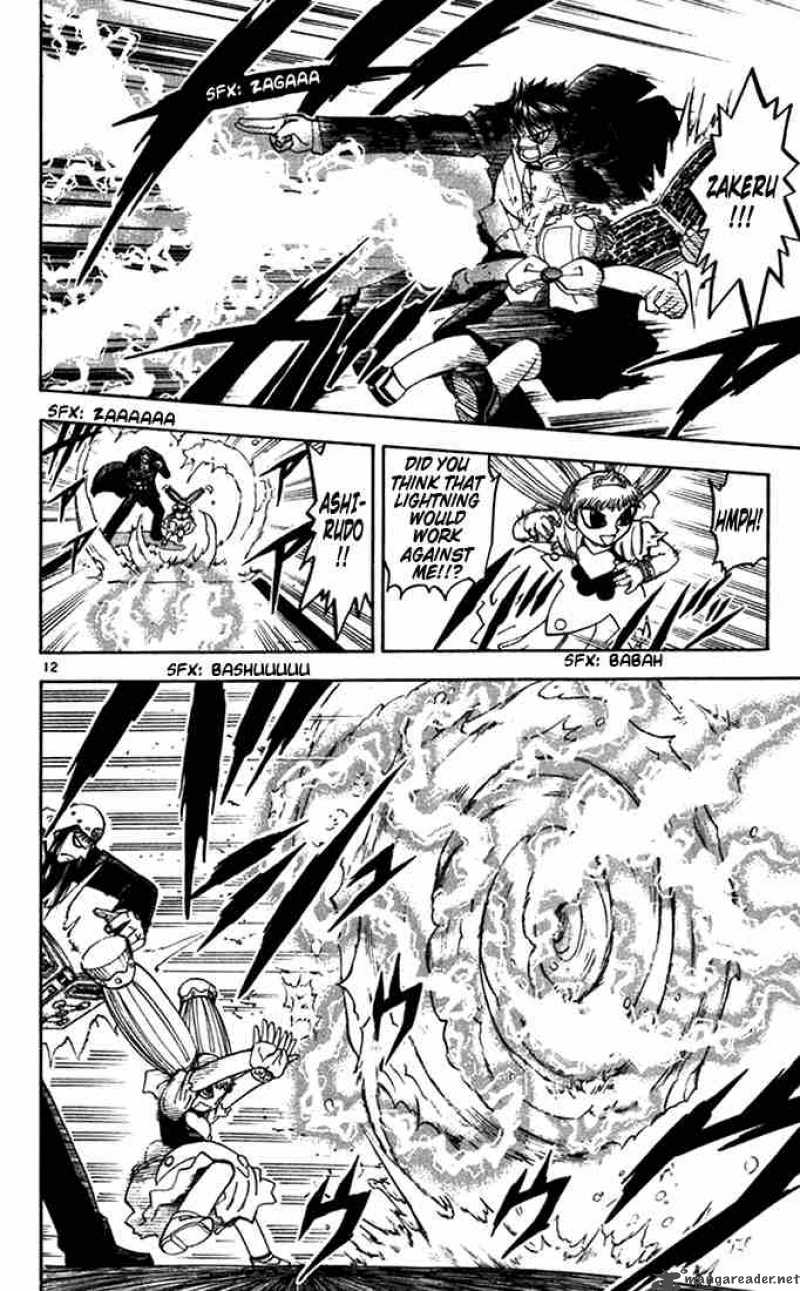 SFX: ZAGAAA
ZAKERU
!!!
SFX: ZAAAAAA
HMPH!
DID YOU
THINK THAT
LIGHTNING
WOULD
WORK
AGAINST
ME!!?
SFX: BABAH
ASHI-
RUDO
!!
12
SFX: BASHUUUUU
mangareader.net